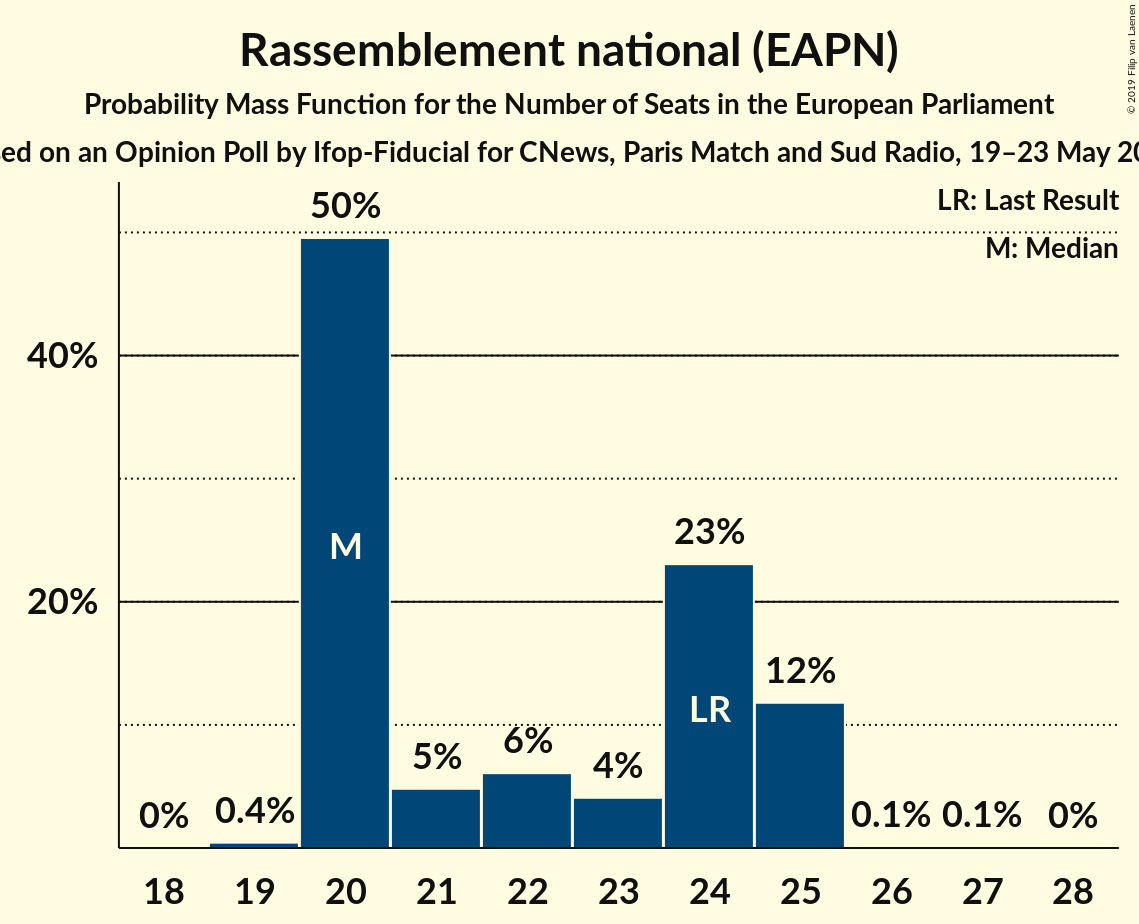 Rassemblement national (EAPN)
Probability Mass Function for the Number of Seats in the European Parliament
on an Opinion Poll by Ifop-Fiducial for CNews, Paris Match and Sud Radio, 19–23 May
© 2019 Filip van Laenen
LR: Last Result
M: Median
50%
40%
20%
M
23%
LR
12%
0%
0.4%
5%
6%
4%
0.1%
0.1%
0%
18 19 20 21 22 23 24 25 26 27 28